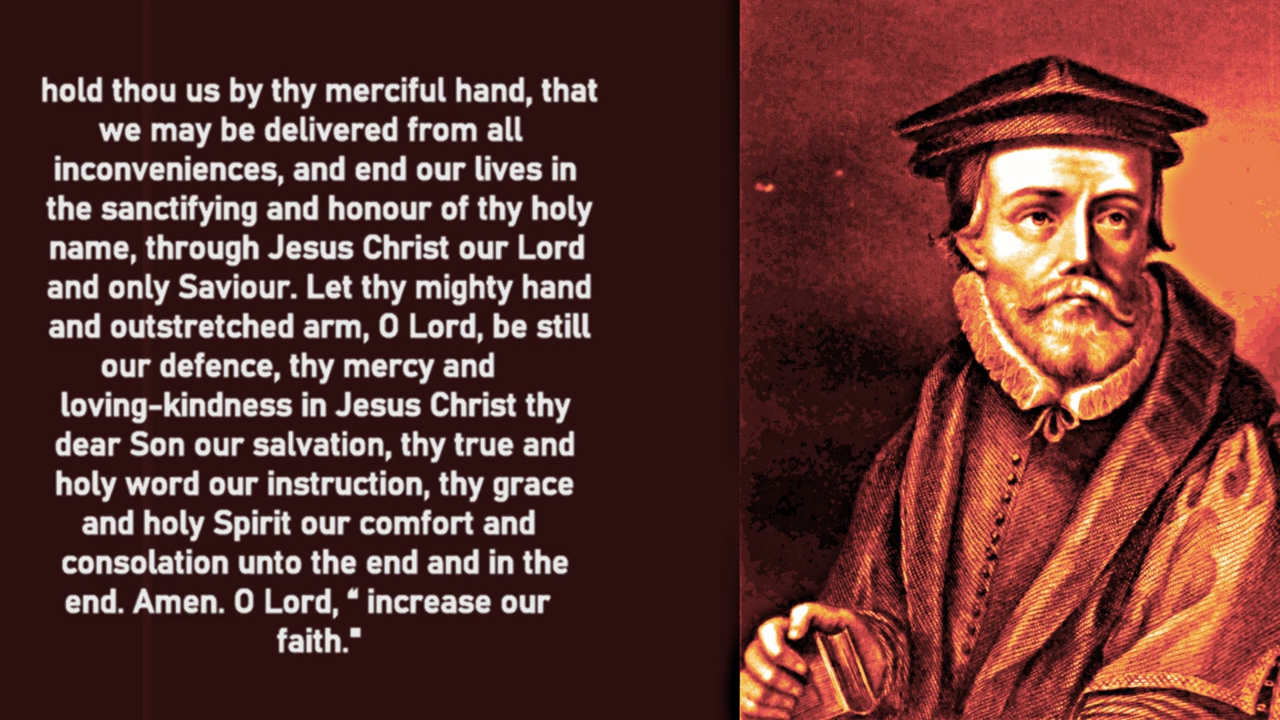 hold thou us by thy merciful hand, that
we may be delivered from all
inconveniences, and end our lives in
the sanctifying and honour of thy holy
name, through Jesus Christ our Lord
and only Saviour. Let thy mighty hand
and outstretched arm, O Lord, be still
our defence, thy mercy and
loving-kindness in Jesus Christ thy
dear Son our salvation, thy true and
holy word our instruction, thy grace
and holy Spirit our comfort and
consolation unto the end and in the
end. Amen. O Lord, “ increase our
faith."